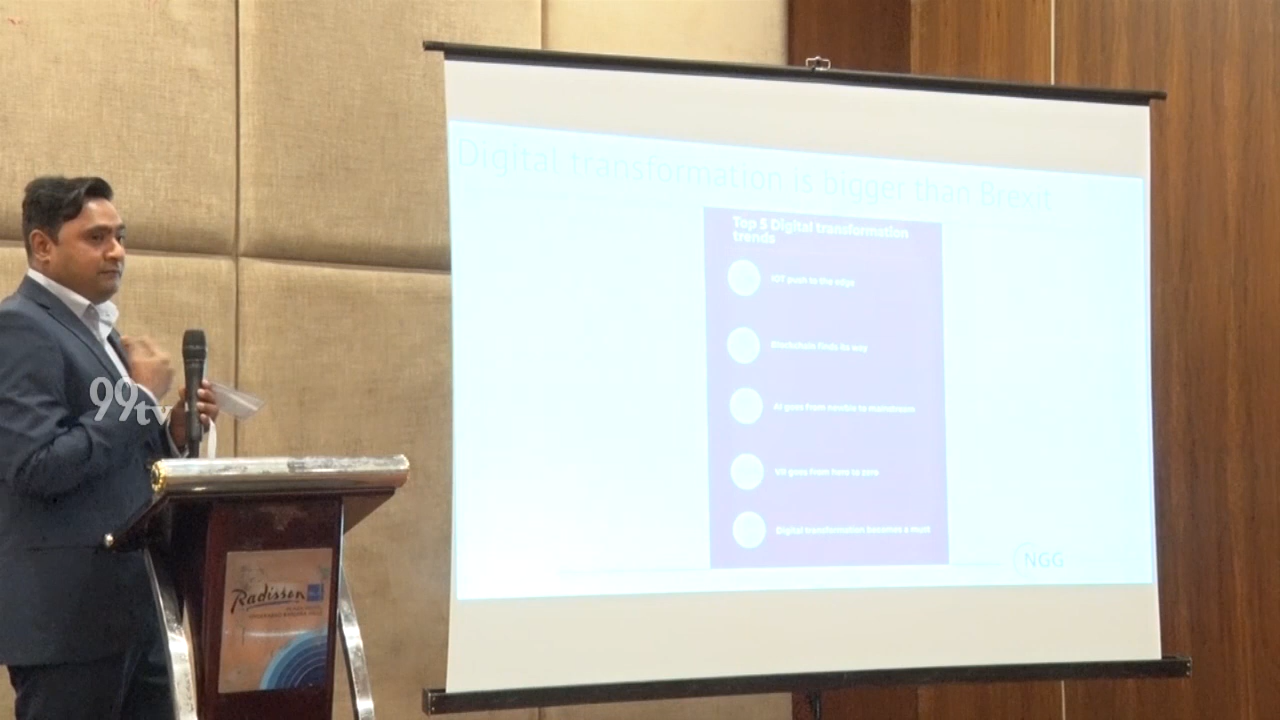 Digital transformation is bigger than Brexit
Top 5 Digital transformation
trends
IOT push to the edge
Blockchain finds its way
AI goes from newbie to mainstream
VR goes from hero to zero
Digital transformation becomes a must
NGG
99tv
Radisson